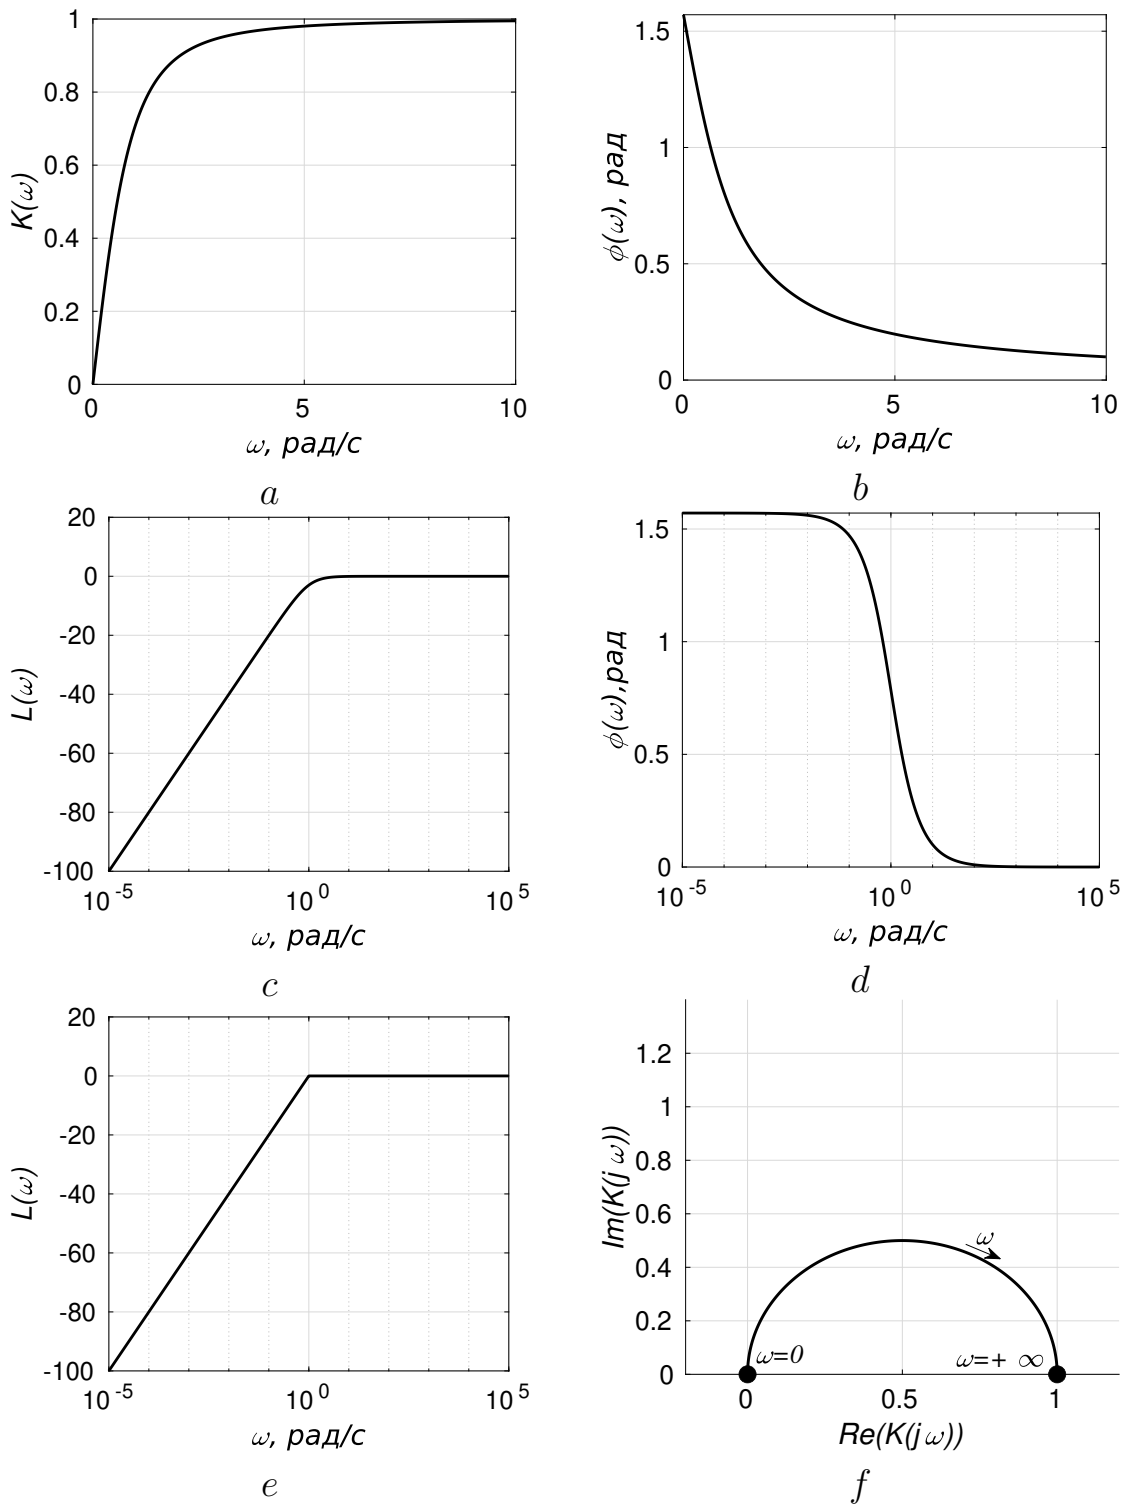 K(ω)
1
0.8
0.6
0.4
0.2
0
0 5 10
ω, рад/с
a
ϕ(ω), рад
1.5
1
0.5
0
0 5 10
ω, рад/с
b
L(ω)
20
0
-20
-40
-60
-80
-100
10^-5 10^0 10^5
ω, рад/с
c
ϕ(ω),рад
1.5
1
0.5
0
10^-5 10^0 10^5
ω, рад/с
d
L(ω)
20
0
-20
-40
-60
-80
-100
10^-5 10^0 10^5
ω, рад/с
e
Im(K(j ω))
1.2
1
0.8
0.6
0.4
0.2
0
ω
ω=0 ω=+ ∞
0 0.5 1
Re(K(j ω))
f